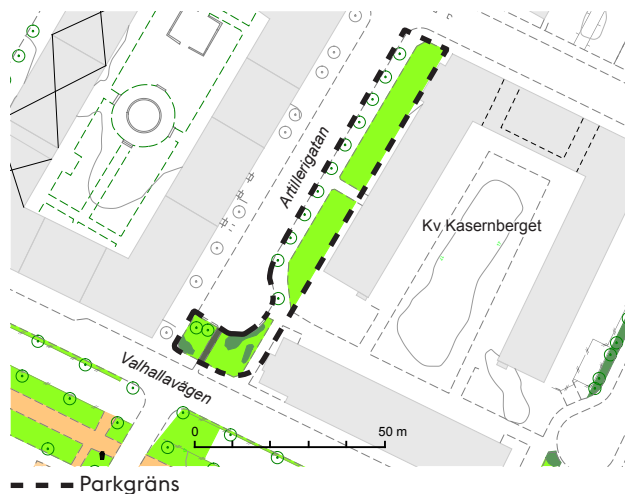 Artillerigatan
Kv Kasernberget
Valhallavägen
0 50 m
Parkgräns